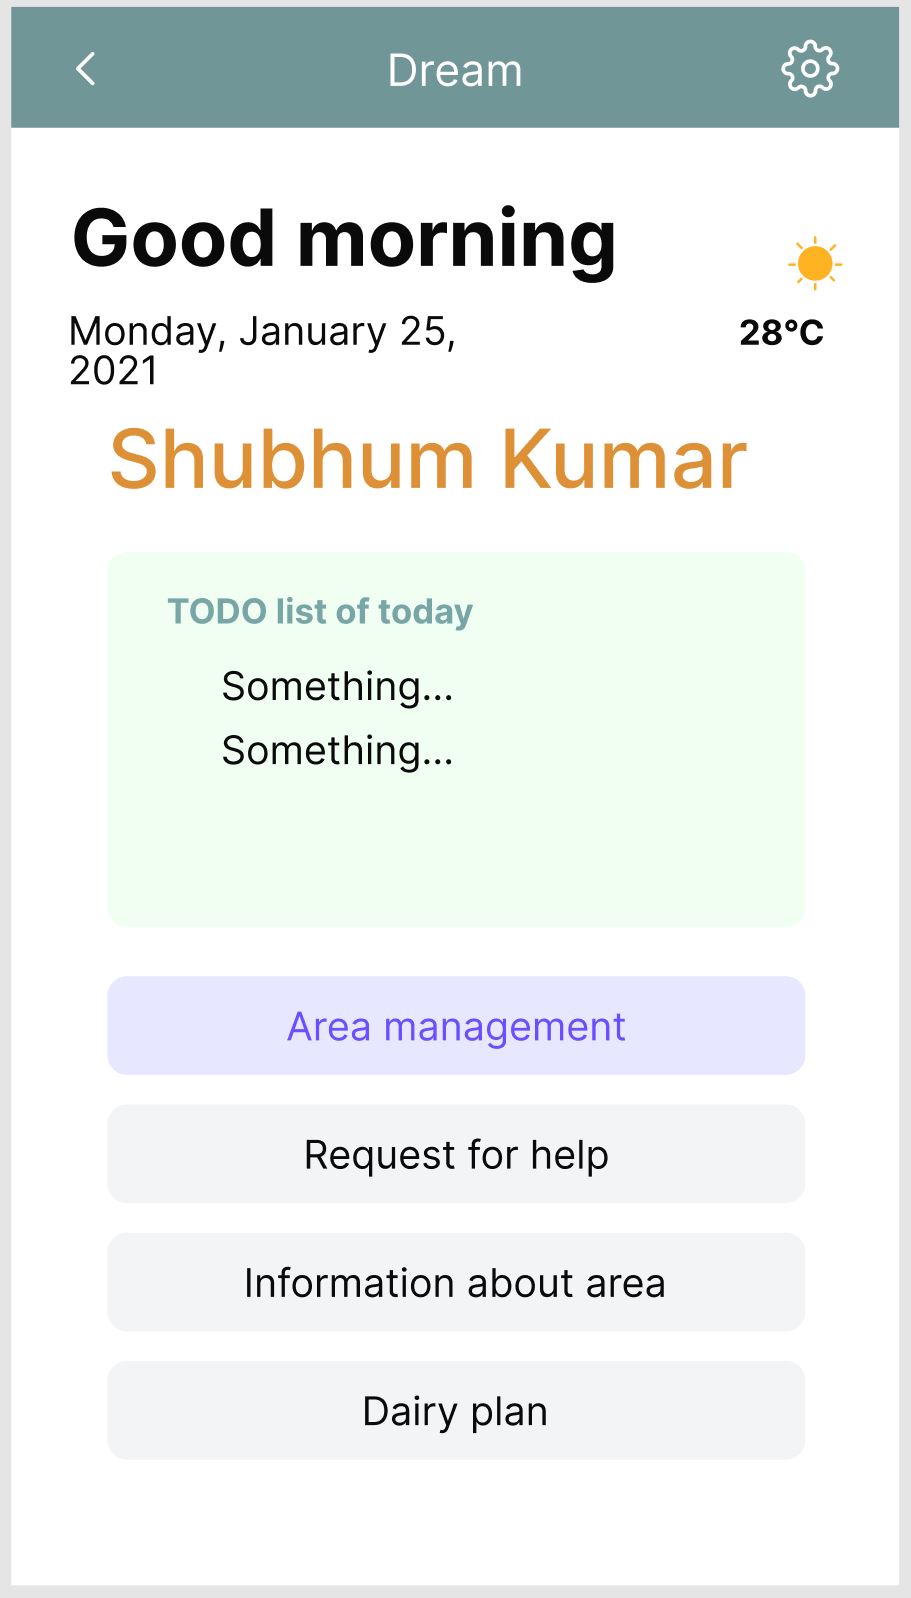 Dream
Good morning
Monday, January 25,
2021
28°C
Shubhum Kumar
TODO list of today
Something...
Something...
Area management
Request for help
Information about area
Dairy plan